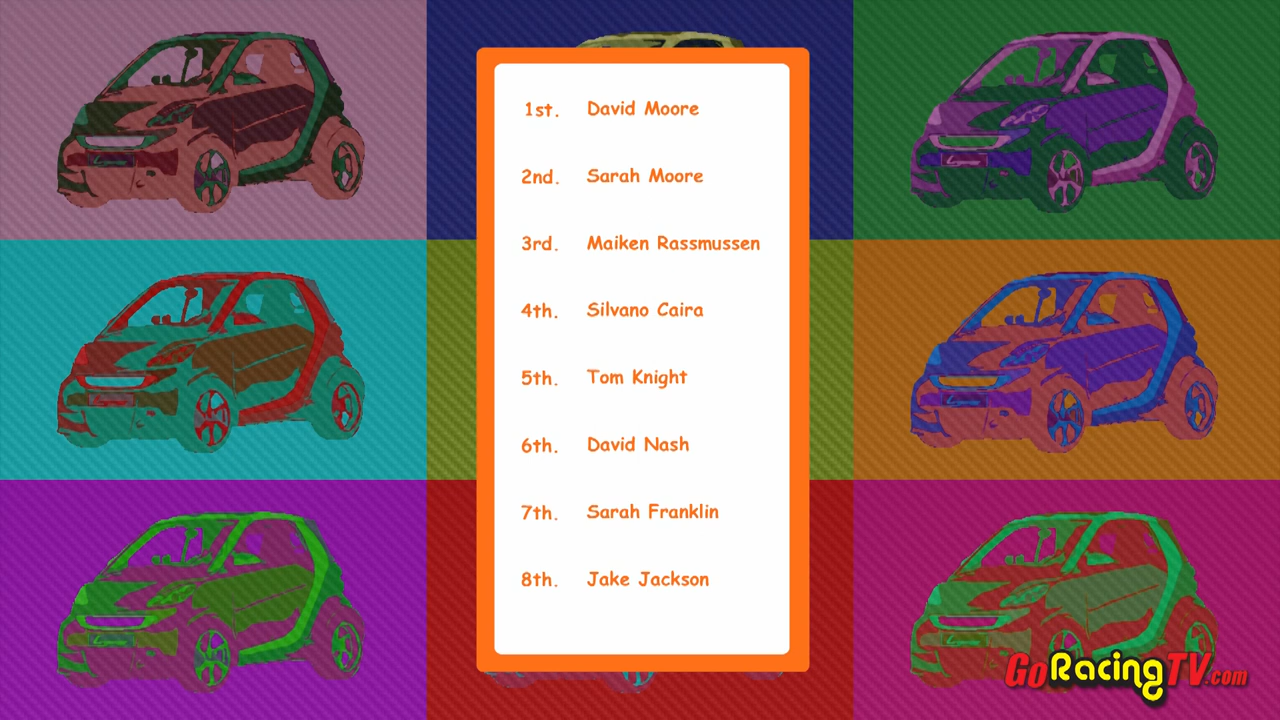 1st. David Moore
2nd. Sarah Moore
3rd. Maiken Rassmussen
4th. Silvano Caira
5th. Tom Knight
6th. David Nash
7th. Sarah Franklin
8th. Jake Jackson
GoRacingTV.com